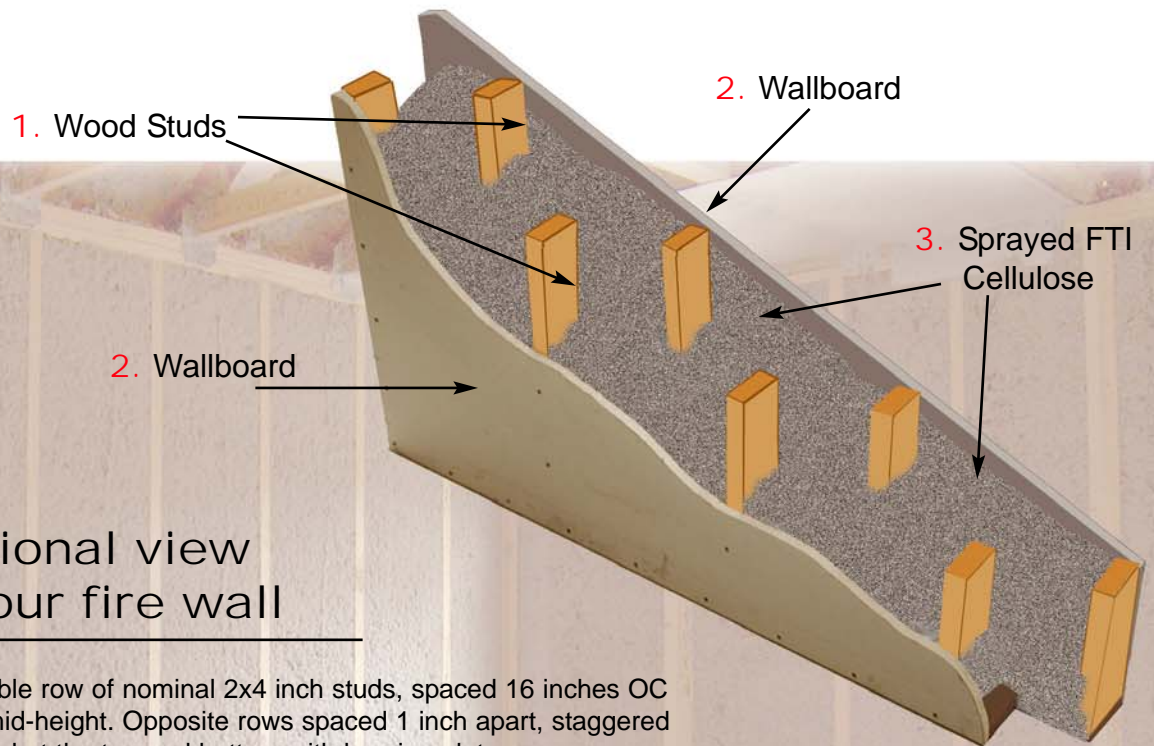 2. Wallboard
1. Wood Studs
3. Sprayed FTI
Cellulose
2. Wallboard
ional view
our fire wall
ble row of nominal 2x4 inch studs, spaced 16 inches OC
mid-height. Opposite rows spaced 1 inch apart, staggered